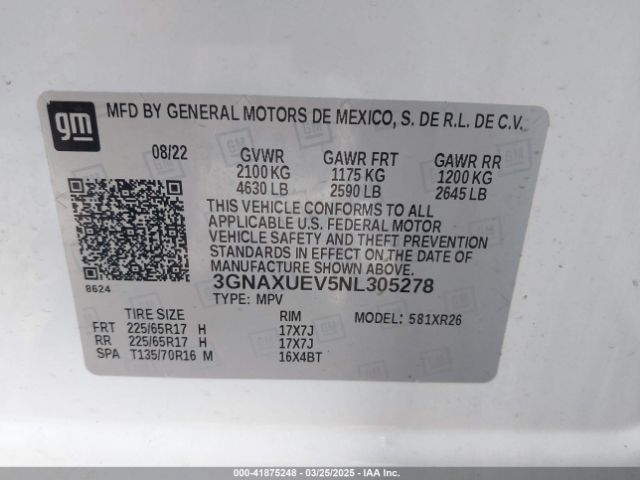 gm
MFD BY GENERAL MOTORS DE MEXICO, S. DE R.L. DE C.V.
08/22 GVWR GAWR FRT GAWR RR
2100 KG 1175 KG 1200 KG
4630 LB 2590 LB 2645 LB
THIS VEHICLE CONFORMS TO ALL
APPLICABLE U.S. FEDERAL MOTOR
VEHICLE SAFETY AND THEFT PREVENTION
STANDARDS IN EFFECT ON THE DATE OF
MANUFACTURE SHOWN ABOVE.
8624 3GNAXUEV5NL305278
TYPE: MPV
TIRE SIZE RIM MODEL: 581XR26
FRT 225/65R17 H 17X7J
RR 225/65R17 H 17X7J
SPA T135/70R16 M 16X4BT
000-41875248 - 03/25/2025 - IAAI.COM